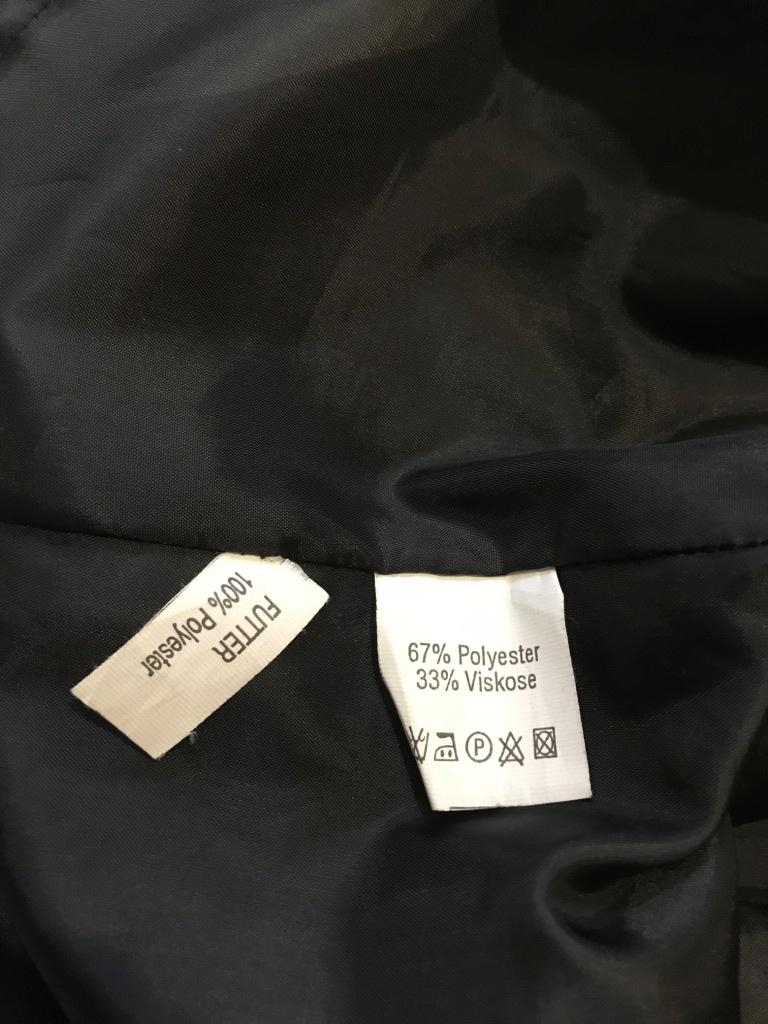 FUTTER
100% Polyester
67% Polyester
33% Viskose
P